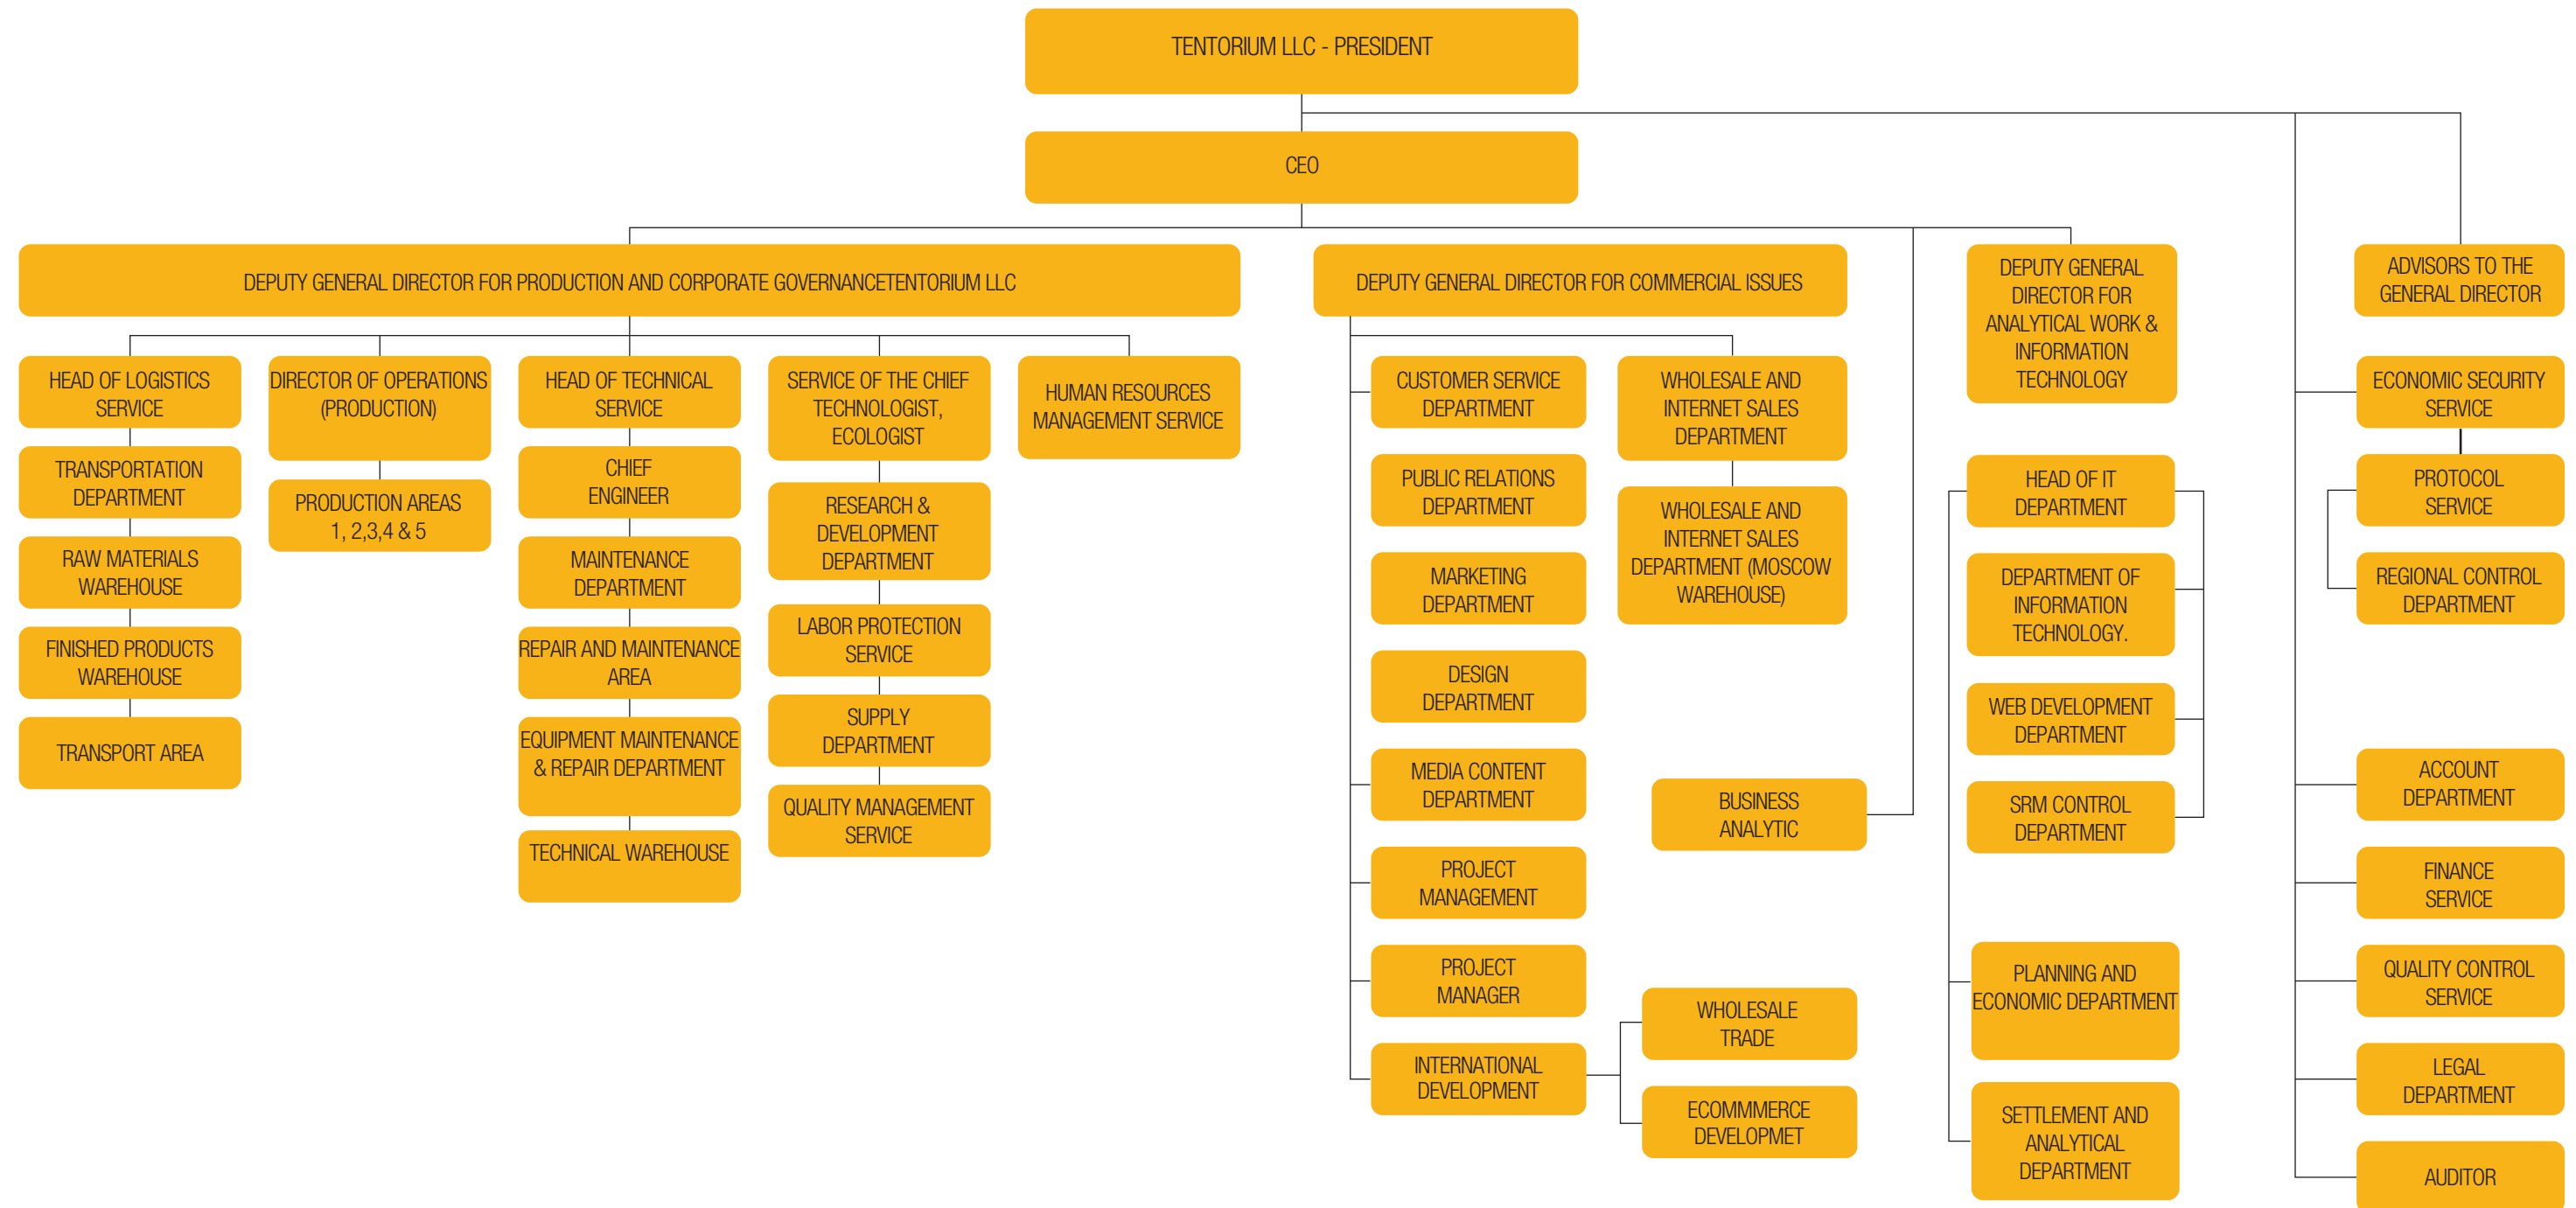 TENTORIUM LLC - PRESIDENT
CEO
DEPUTY GENERAL DIRECTOR FOR PRODUCTION AND CORPORATE GOVERNANCETENTORIUM LLC
HEAD OF LOGISTICS
SERVICE
TRANSPORTATION
DEPARTMENT
RAW MATERIALS
WAREHOUSE
FINISHED PRODUCTS
WAREHOUSE
TRANSPORT AREA
DIRECTOR OF OPERATIONS
(PRODUCTION)
PRODUCTION AREAS
1, 2,3,4 & 5
HEAD OF TECHNICAL
SERVICE
CHIEF
ENGINEER
MAINTENANCE
DEPARTMENT
REPAIR AND MAINTENANCE
AREA
EQUIPMENT MAINTENANCE
& REPAIR DEPARTMENT
TECHNICAL WAREHOUSE
SERVICE OF THE CHIEF
TECHNOLOGIST,
ECOLOGIST
RESEARCH &
DEVELOPMENT
DEPARTMENT
LABOR PROTECTION
SERVICE
SUPPLY
DEPARTMENT
QUALITY MANAGEMENT
SERVICE
HUMAN RESOURCES
MANAGEMENT SERVICE
DEPUTY GENERAL DIRECTOR FOR COMMERCIAL ISSUES
CUSTOMER SERVICE
DEPARTMENT
PUBLIC RELATIONS
DEPARTMENT
MARKETING
DEPARTMENT
DESIGN
DEPARTMENT
MEDIA CONTENT
DEPARTMENT
PROJECT
MANAGEMENT
PROJECT
MANAGER
INTERNATIONAL
DEVELOPMENT
WHOLESALE AND
INTERNET SALES
DEPARTMENT
WHOLESALE AND
INTERNET SALES
DEPARTMENT (MOSCOW
WAREHOUSE)
BUSINESS
ANALYTIC
WHOLESALE
TRADE
ECOMMMERCE
DEVELOPMET
DEPUTY GENERAL
DIRECTOR FOR
ANALYTICAL WORK &
INFORMATION
TECHNOLOGY
HEAD OF IT
DEPARTMENT
DEPARTMENT OF
INFORMATION
TECHNOLOGY.
WEB DEVELOPMENT
DEPARTMENT
SRM CONTROL
DEPARTMENT
PLANNING AND
ECONOMIC DEPARTMENT
SETTLEMENT AND
ANALYTICAL
DEPARTMENT
ADVISORS TO THE
GENERAL DIRECTOR
ECONOMIC SECURITY
SERVICE
PROTOCOL
SERVICE
REGIONAL CONTROL
DEPARTMENT
ACCOUNT
DEPARTMENT
FINANCE
SERVICE
QUALITY CONTROL
SERVICE
LEGAL
DEPARTMENT
AUDITOR